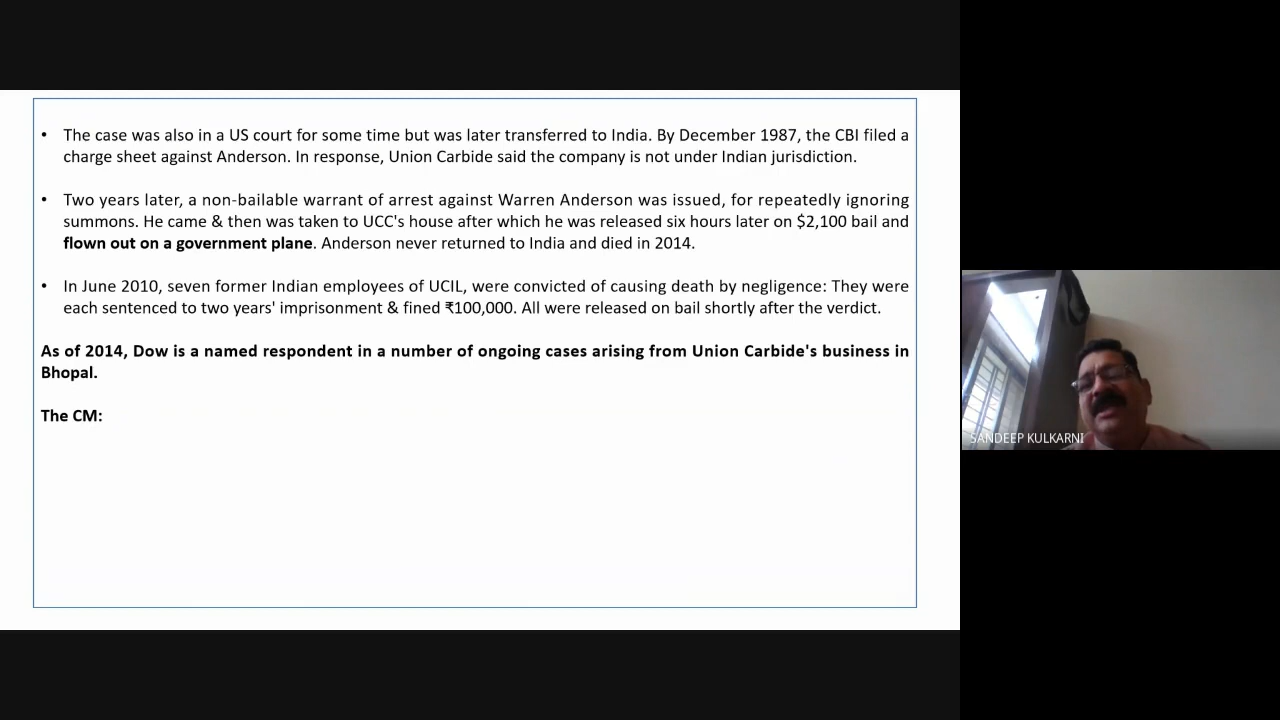 • The case was also in a US court for some time but was later transferred to India. By December 1987, the CBI filed a
charge sheet against Anderson. In response, Union Carbide said the company is not under Indian jurisdiction.
• Two years later, a non-bailable warrant of arrest against Warren Anderson was issued, for repeatedly ignoring
summons. He came & then was taken to UCC's house after which he was released six hours later on $2,100 bail and
flown out on a government plane. Anderson never returned to India and died in 2014.
• In June 2010, seven former Indian employees of UCIL, were convicted of causing death by negligence: They were
each sentenced to two years' imprisonment & fined ₹100,000. All were released on bail shortly after the verdict.
As of 2014, Dow is a named respondent in a number of ongoing cases arising from Union Carbide's business in
Bhopal.
The CM:
SANDEEP KULKARNI